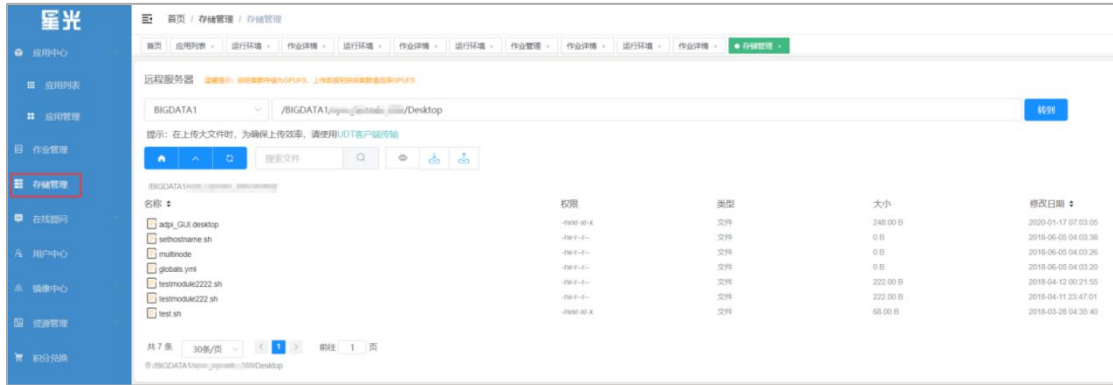 星光
首页 / 存储管理 / 存储管理
首页 应用列表 × 运行环境 × 作业详情 × 运行环境 × 作业详情 × 运行环境 × 作业管理 × 作业详情 × 运行环境 × 作业详情 × 存储管理 ×
应用中心
应用列表
应用管理
作业管理
存储管理
在线提问
用户中心
镜像中心
资源管理
积分兑换
远程服务器
BIGDATA1 /BIGDATA1/ /Desktop 转到
提示：在上传大文件时，为确保上传效率，请使用UDT客户端传输
搜索文件
/BIGDATA1/
名称 权限 类型 大小 修改日期
adpi_GUI.desktop -rwxr-xr-x 文件 248.00 B 2020-01-17 07:03:05
sethostname.sh -rw-r--r-- 文件 0 B 2018-06-05 04:03:38
multinode -rw-r--r-- 文件 0 B 2018-06-05 04:03:26
globals.yml -rw-r--r-- 文件 0 B 2018-06-05 04:03:20
testmodule2222.sh -rw-r--r-- 文件 222.00 B 2018-04-12 00:21:55
testmodule222.sh -rw-r--r-- 文件 222.00 B 2018-04-11 23:47:01
test.sh -rwxr-xr-x 文件 68.00 B 2018-03-28 04:35:40
共 7 条 30条/页 1 前往 1 页
/BIGDATA1/ /Desktop